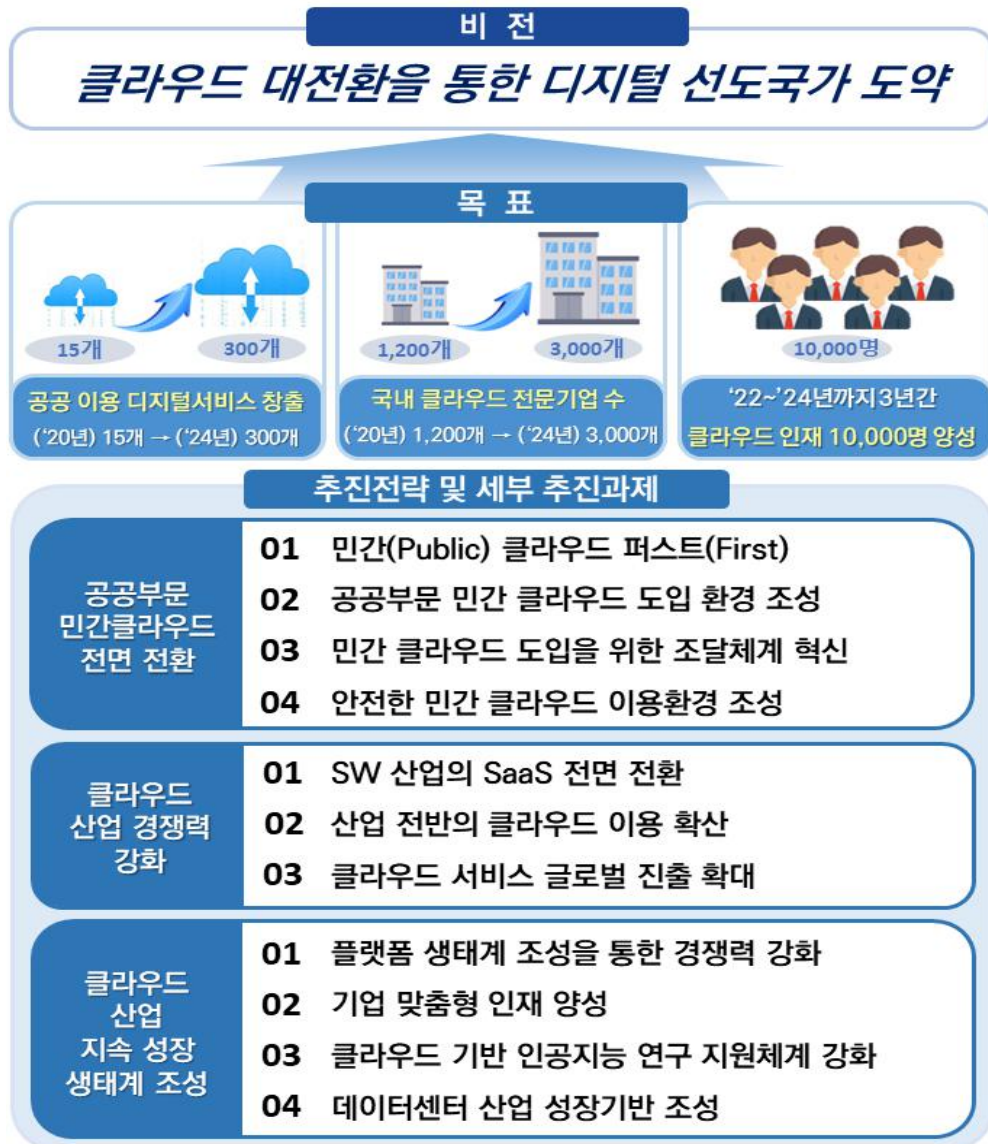 비 전
클라우드 대전환을 통한 디지털 선도국가 도약
목 표
15개
300개
공공 이용 디지털서비스 창출
(‘20년) 15개 → (‘24년) 300개
1,200개
3,000개
국내 클라우드 전문기업 수
(‘20년) 1,200개 → (‘24년) 3,000개
10,000명
‘22~’24년까지 3년간
클라우드 인재 10,000명 양성
추진전략 및 세부 추진과제
공공부문
민간클라우드
전면 전환
01 민간(Public) 클라우드 퍼스트(First)
02 공공부문 민간 클라우드 도입 환경 조성
03 민간 클라우드 도입을 위한 조달체계 혁신
04 안전한 민간 클라우드 이용환경 조성
클라우드
산업 경쟁력
강화
01 SW 산업의 SaaS 전면 전환
02 산업 전반의 클라우드 이용 확산
03 클라우드 서비스 글로벌 진출 확대
클라우드
산업
지속 성장
생태계 조성
01 플랫폼 생태계 조성을 통한 경쟁력 강화
02 기업 맞춤형 인재 양성
03 클라우드 기반 인공지능 연구 지원체계 강화
04 데이터센터 산업 성장기반 조성